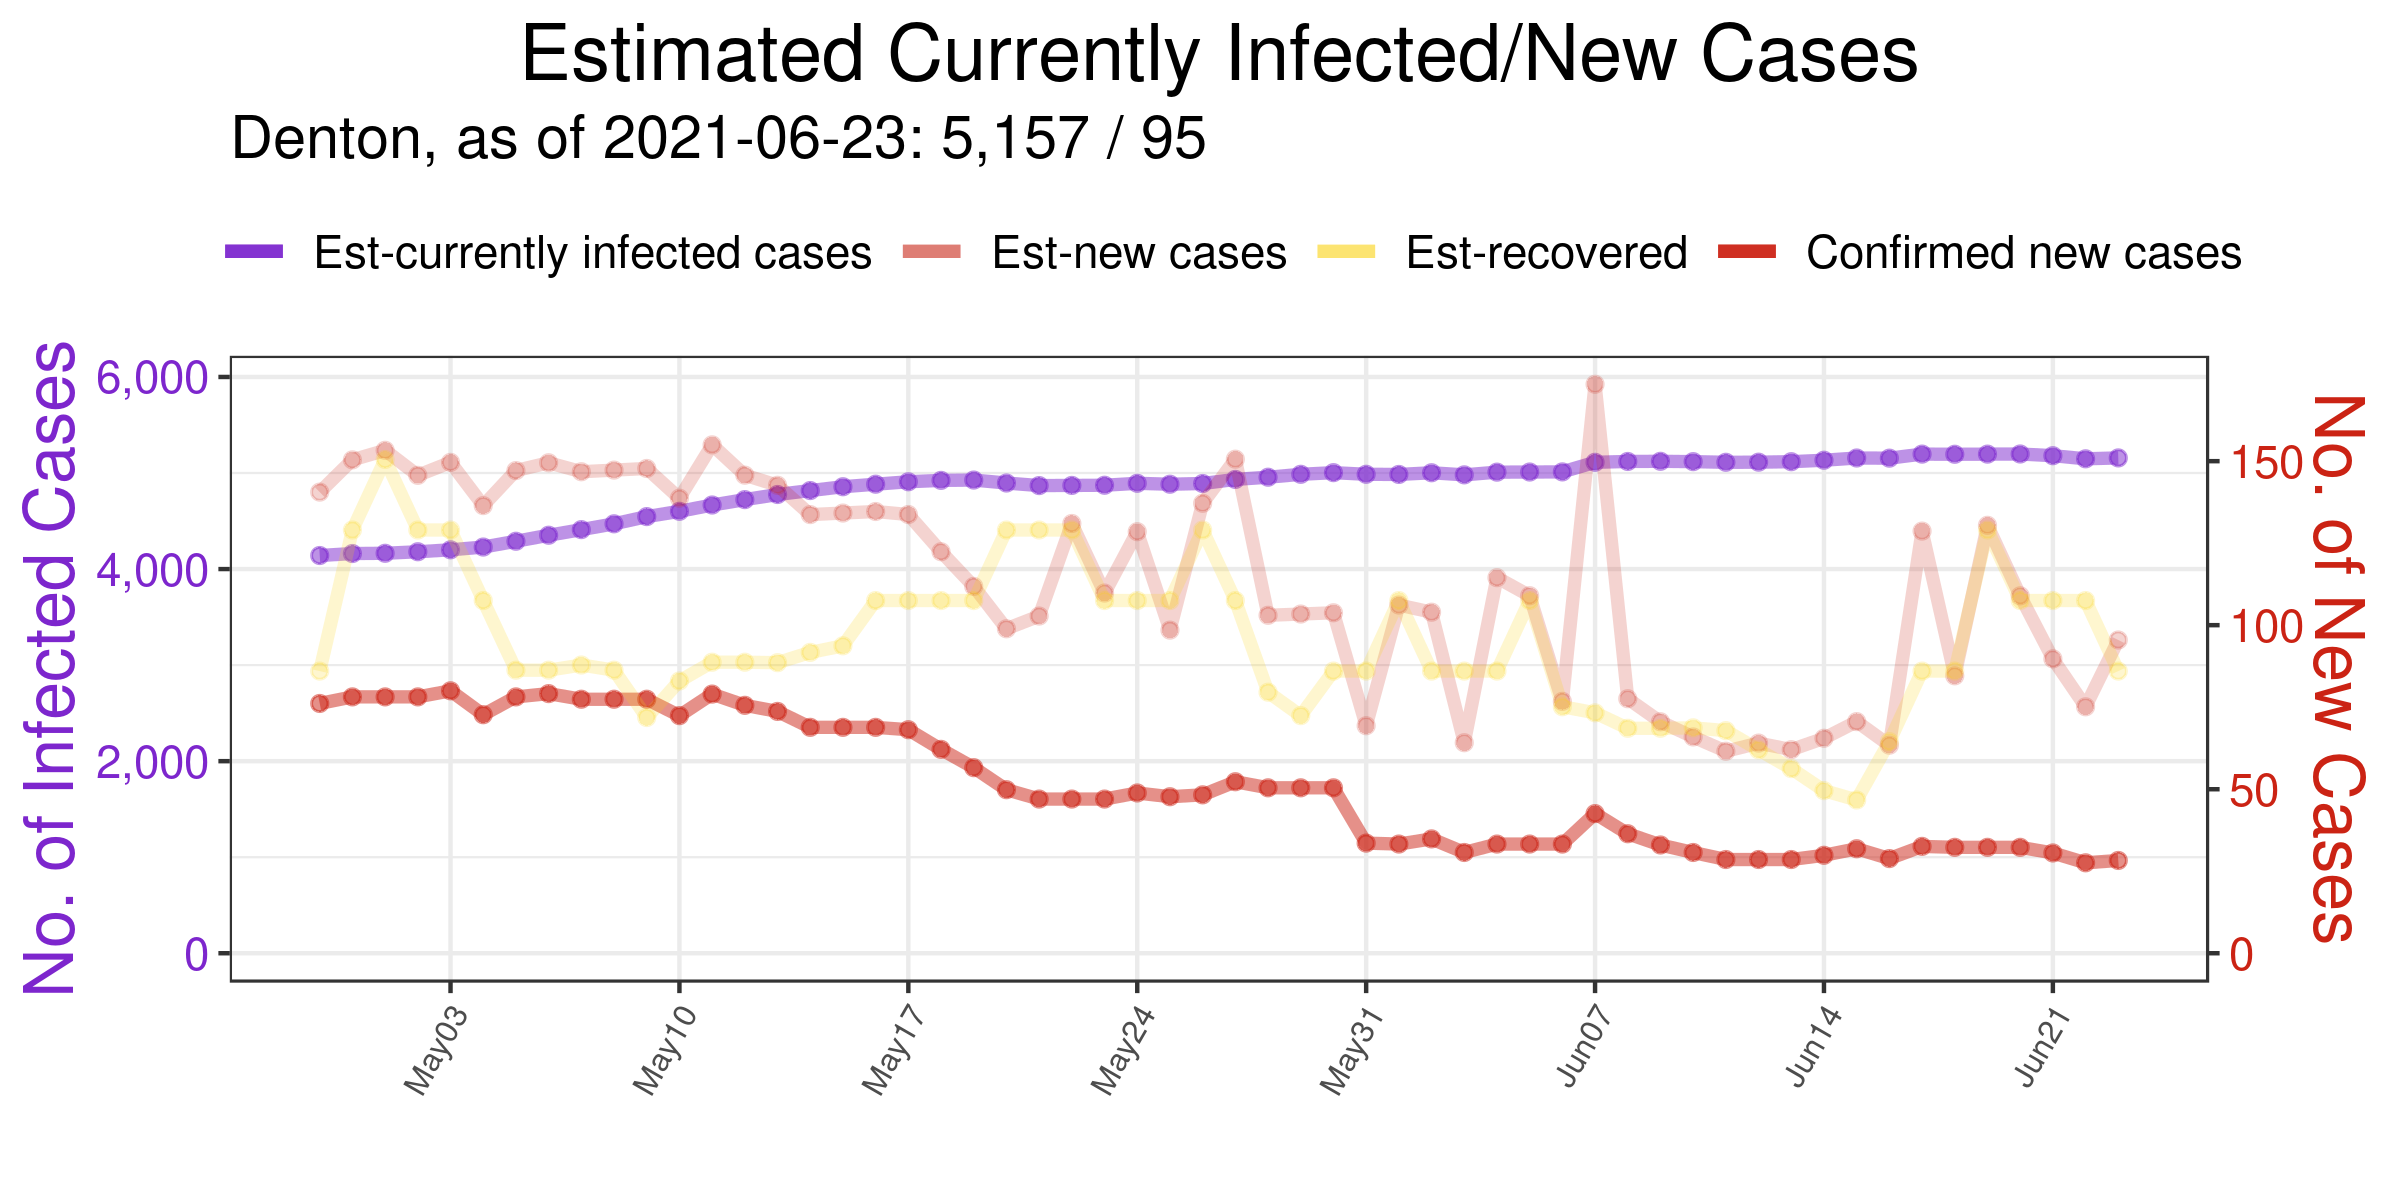 Estimated Currently Infected/New Cases
Denton, as of 2021-06-23: 5,157 / 95
Est-currently infected cases Est-new cases Est-recovered Confirmed new cases
No. of Infected Cases
6,000
4,000
2,000
0
150
100
50
0
No. of New Cases
May03 May10 May17 May24 May31 Jun07 Jun14 Jun21